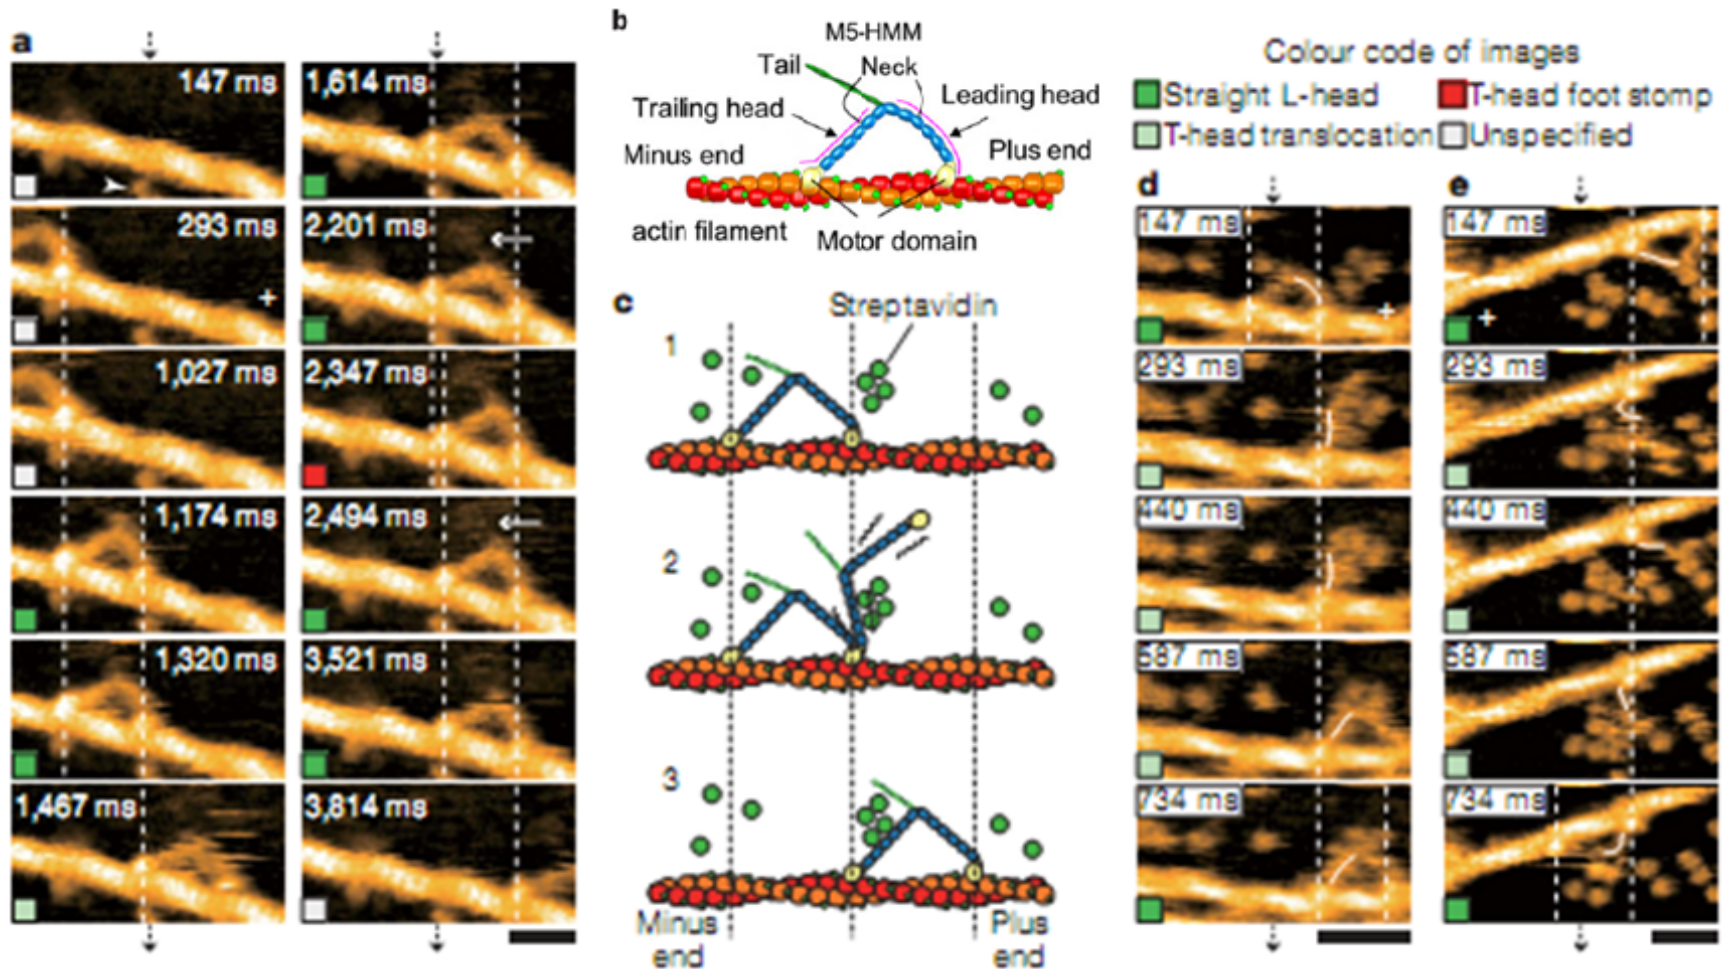 a
147 ms
293 ms
+
1,027 ms
1,174 ms
1,320 ms
1,467 ms
1,614 ms
2,201 ms
2,347 ms
2,494 ms
3,521 ms
3,814 ms
b
M5-HMM
Tail
Neck
Trailing head
Leading head
Minus end
Plus end
actin filament
Motor domain
c
Streptavidin
1
2
3
Minus
end
Plus
end
Colour code of images
Straight L-head
T-head foot stomp
T-head translocation
Unspecified
d
147 ms
+
293 ms
440 ms
587 ms
734 ms
e
147 ms
+
293 ms
440 ms
587 ms
734 ms